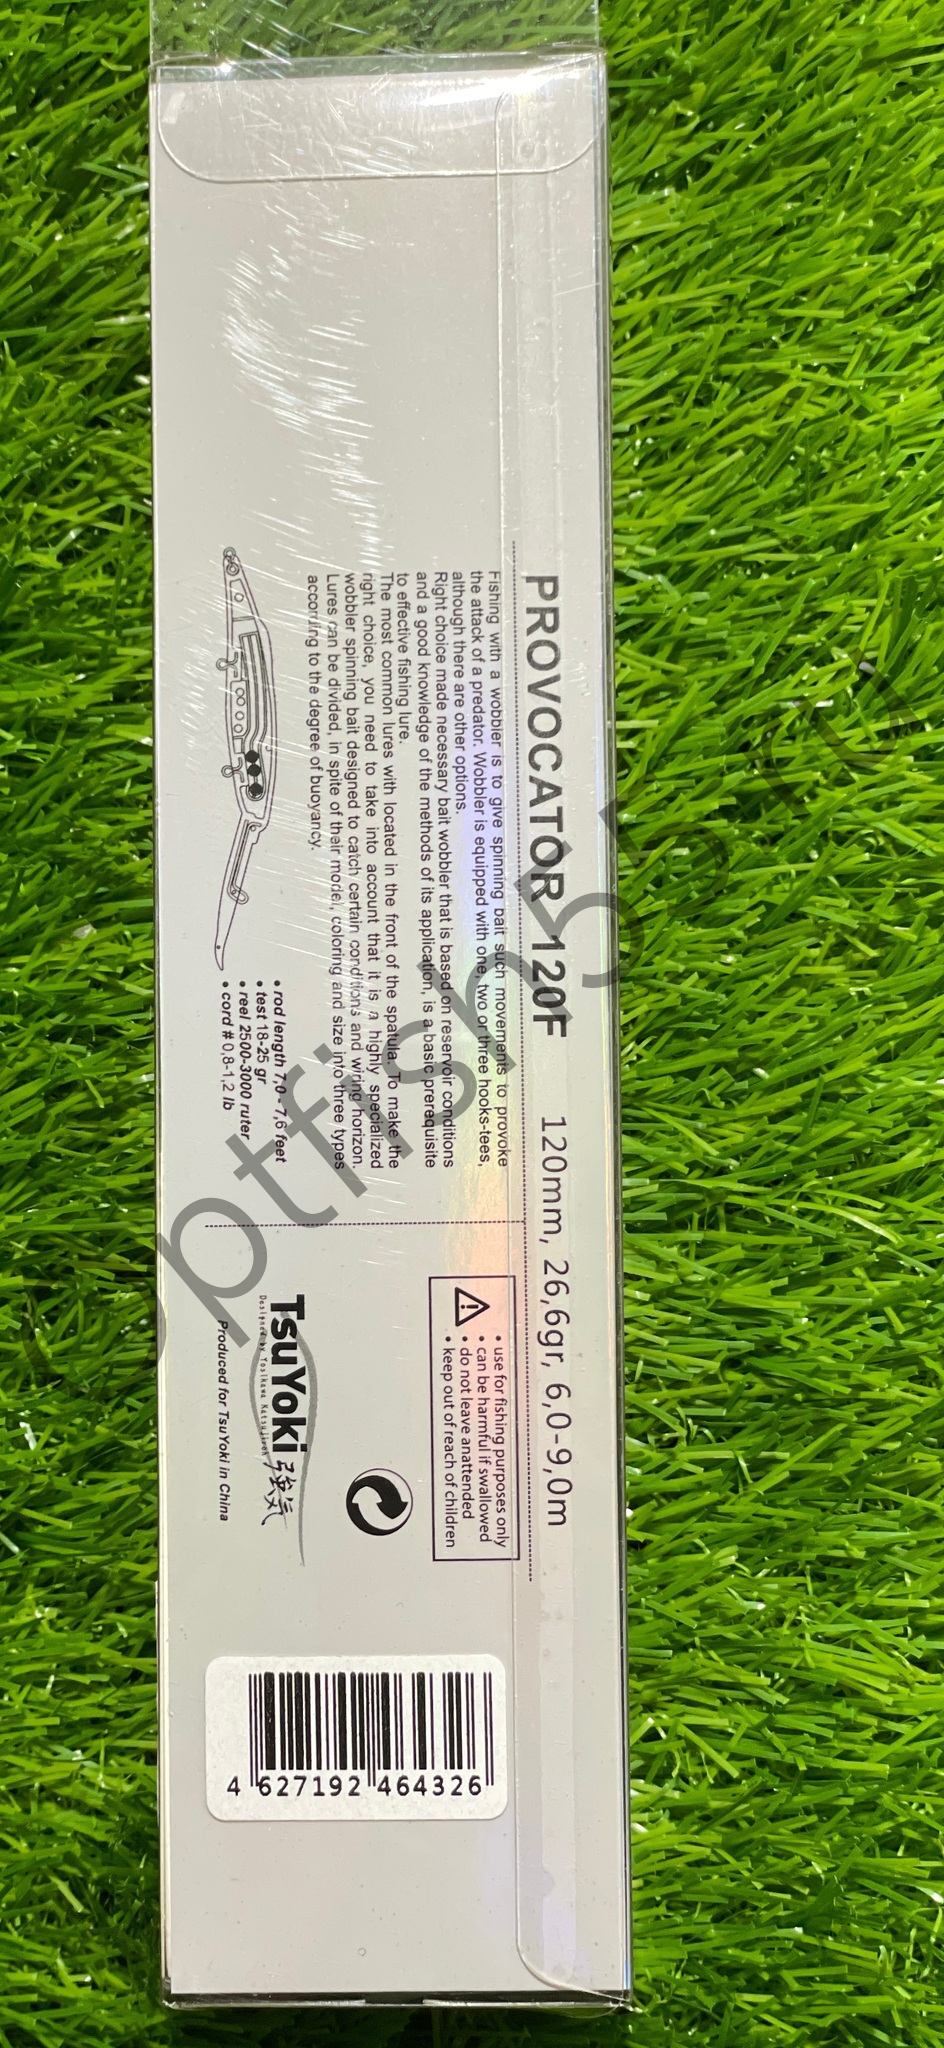 PROVOCATOR 120F 120mm, 26,6gr, 6,0-9,0m
Fishing with a wobbler is to give spinning bait such movements to provoke
the attack of a predator. Wobbler is equipped with one, two or three hooks-tees,
although there are other options.
Right choice made necessary bait wobbler that is based on reservoir conditions
and a good knowledge of the methods of its application, is a basic prerequisite
to effective fishing lure.
The most common lures with located in the front of the spatula. To make the
right choice, you need to take into account that it is a highly specialized
wobbler spinning bait designed to catch certain conditions and wiring horizon.
Lures can be divided, in spite of their model, coloring and size into three types
according to the degree of buoyancy.
• rod length 7,0 - 7,6 feet
• test 18-25 gr
• reel 2500-3000 ruter
• cord # 0,8-1,2 lb
• use for fishing purposes only
• can be harmful if swallowed
• do not leave anattended
• keep out of reach of children
TsuYoki 強気
Designed by Yosikawa Katsujiroh
Produced for TsuYoki in China
4 627192 464326
optfish55.ru